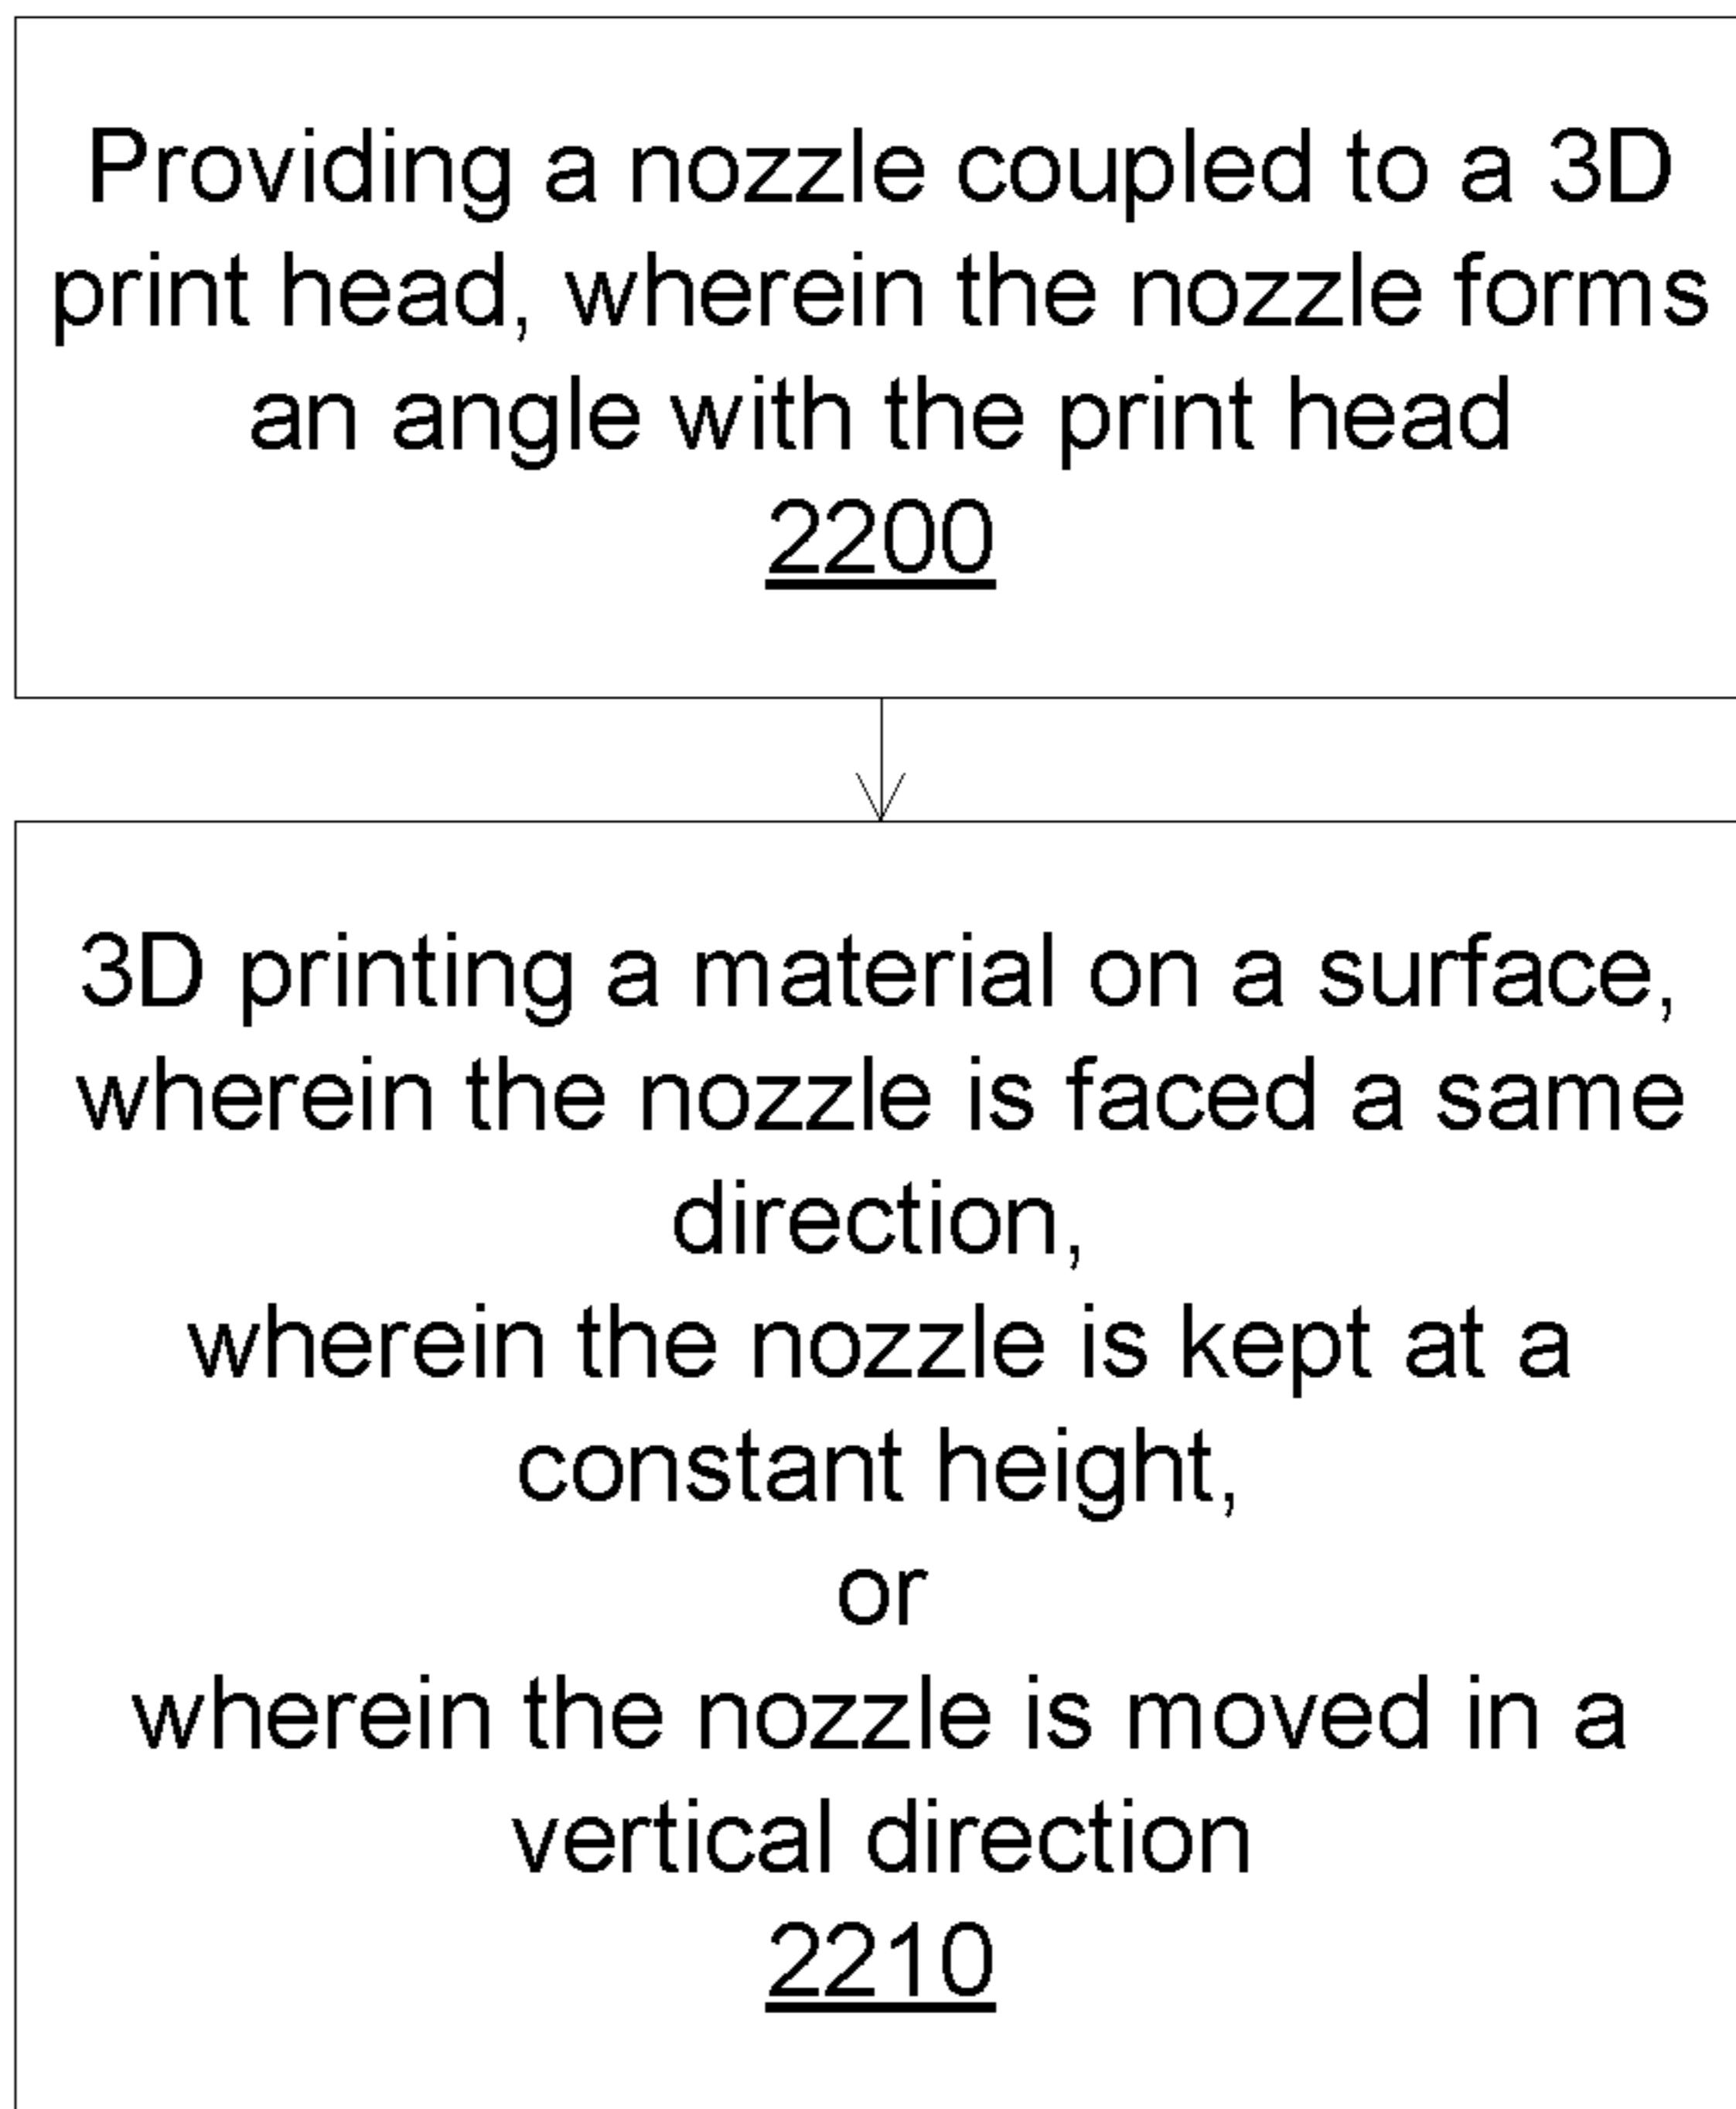 Providing a nozzle coupled to a 3D
print head, wherein the nozzle forms
an angle with the print head
2200
3D printing a material on a surface,
wherein the nozzle is faced a same
direction,
wherein the nozzle is kept at a
constant height,
or
wherein the nozzle is moved in a
vertical direction
2210